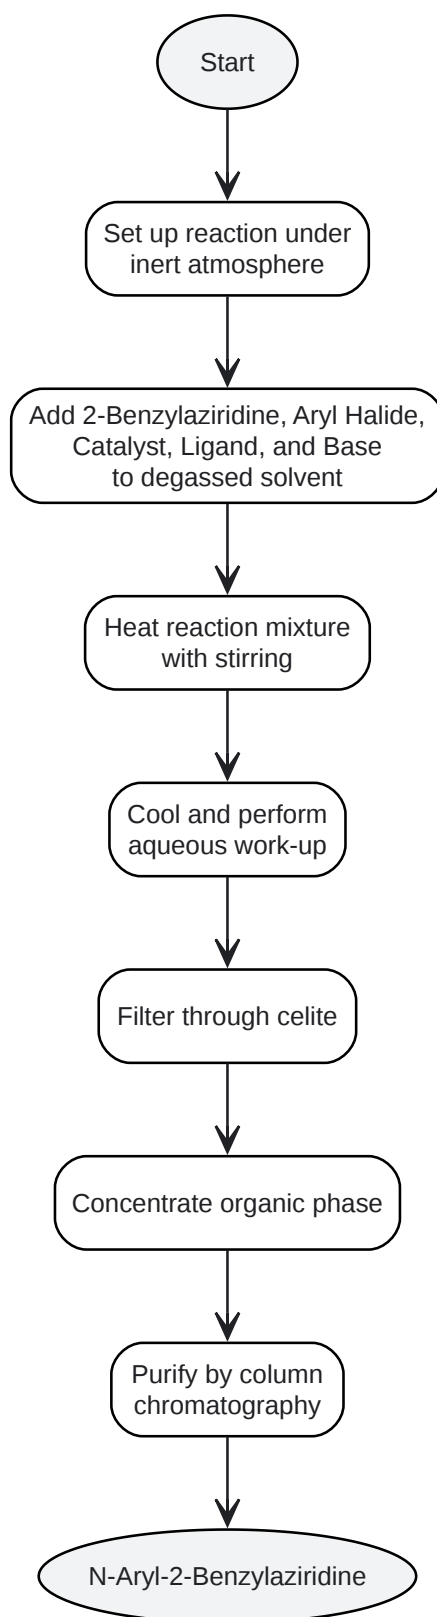 Start
Set up reaction under
inert atmosphere
Add 2-Benzylaziridine, Aryl Halide,
Catalyst, Ligand, and Base
to degassed solvent
Heat reaction mixture
with stirring
Cool and perform
aqueous work-up
Filter through celite
Concentrate organic phase
Purify by column
chromatography
N-Aryl-2-Benzylaziridine